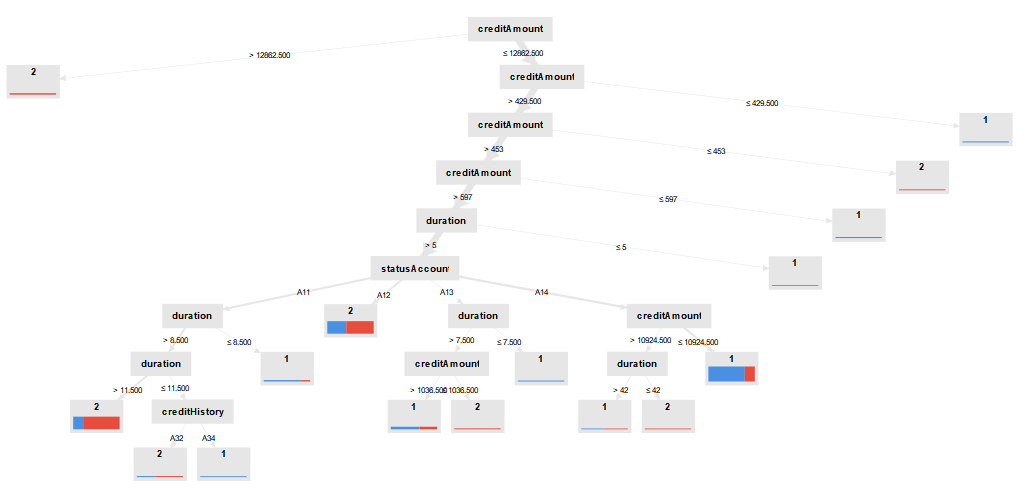 creditAmount
> 12862.500
≤ 12862.500
2
creditAmount
> 429.500
≤ 429.500
creditAmount
1
> 453
≤ 453
creditAmount
2
> 597
≤ 597
duration
1
> 5
≤ 5
statusAccount
1
A11
A12
A13
A14
duration
2
duration
creditAmount
> 8.500
≤ 8.500
> 7.500
≤ 7.500
> 10924.500
≤ 10924.500
duration
1
creditAmount
1
duration
1
> 11.500
≤ 11.500
> 1036.500
≤ 1036.500
> 42
≤ 42
2
creditHistory
1
2
1
2
A32
A34
2
1